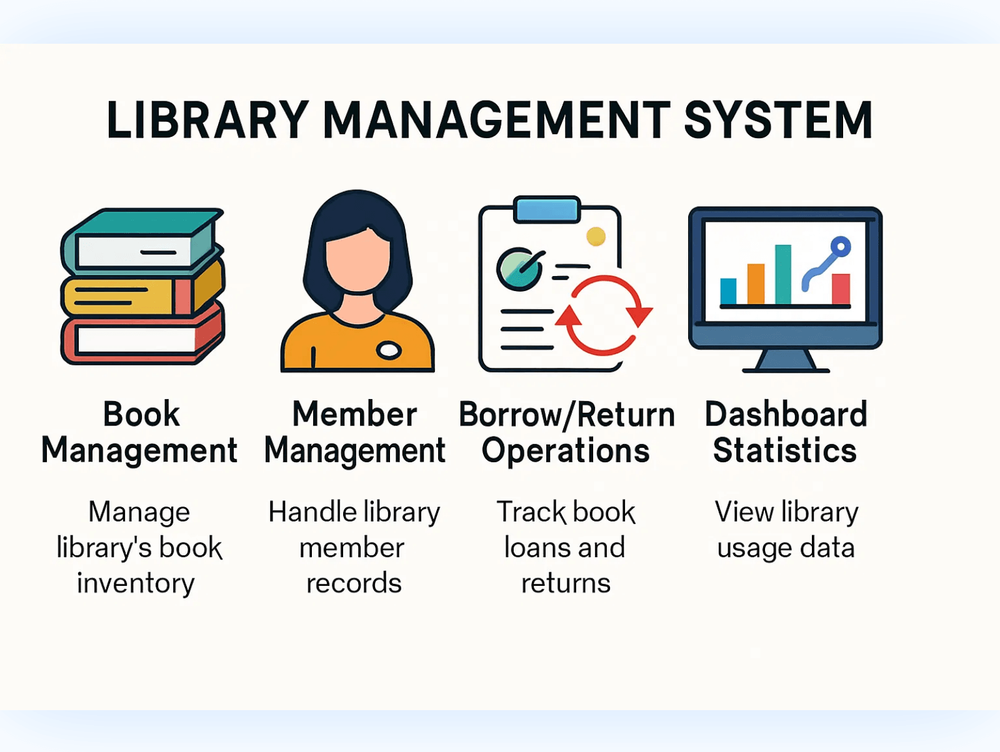 LIBRARY MANAGEMENT SYSTEM
Book
Management
Manage
library's book
inventory
Member
Management
Handle library
member
records
Borrow/Return
Operations
Track book
loans and
returns
Dashboard
Statistics
View library
usage data